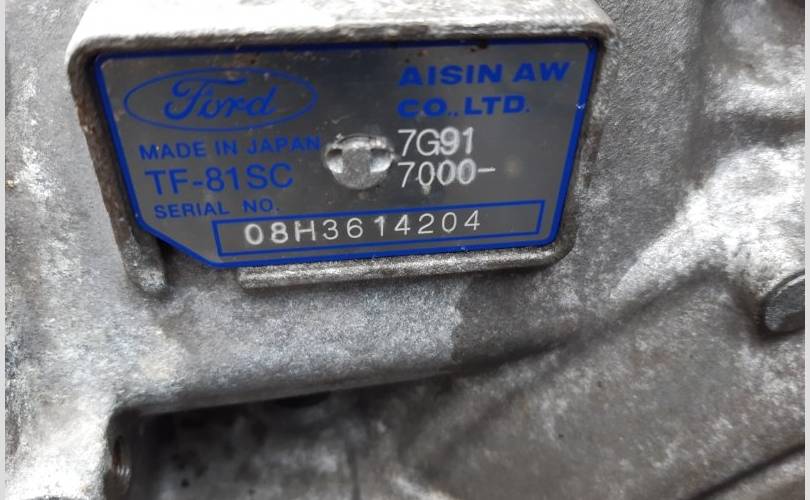 Ford
AISIN AW
CO., LTD.
MADE IN JAPAN
7G91
TF-81SC
7000-
SERIAL NO.
08H3614204